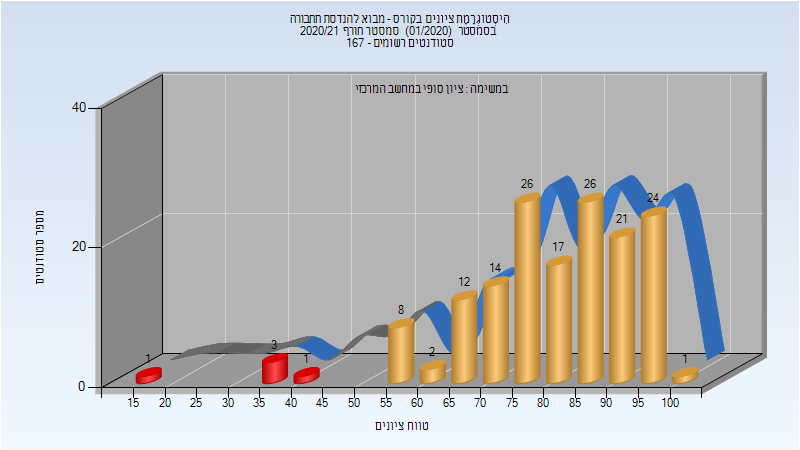 היסטוגרמת ציונים בקורס - מבוא להנדסת תחבורה
בסמסטר (01/2020) סמסטר חורף 2020/21
סטודנטים רשומים - 167
במשימה : ציון סופי במחשב המרכזי
מספר סטודנטים
40
20
0
1
3
1
8
2
12
14
26
17
26
21
24
1
15 20 25 30 35 40 45 50 55 60 65 70 75 80 85 90 95 100
טווח ציונים